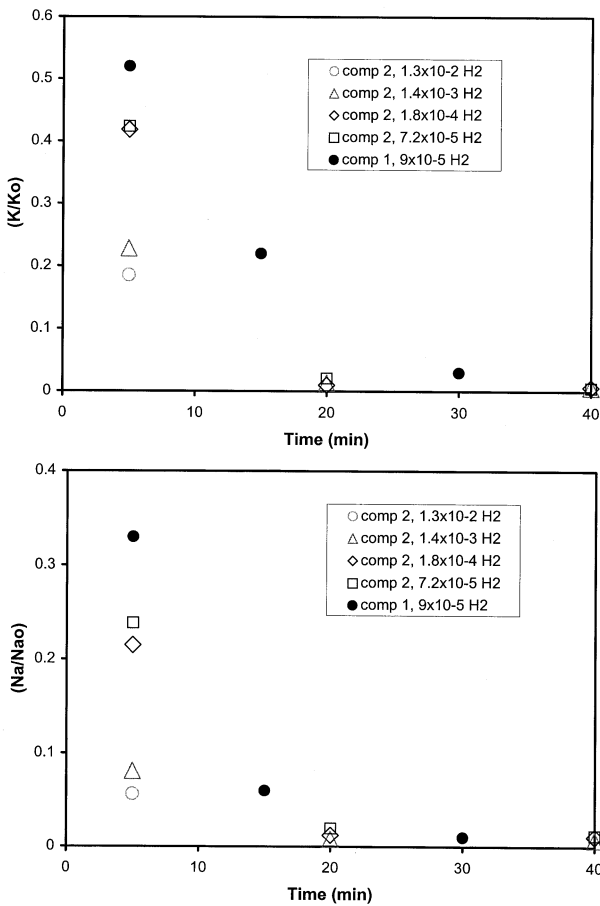 0.6
0.5
0.4
0.3
0.2
0.1
0
(K/Ko)
comp 2, 1.3x10-2 H2
comp 2, 1.4x10-3 H2
comp 2, 1.8x10-4 H2
comp 2, 7.2x10-5 H2
comp 1, 9x10-5 H2
0 10 20 30 40
Time (min)
0.4
0.3
0.2
0.1
0
(Na/Nao)
comp 2, 1.3x10-2 H2
comp 2, 1.4x10-3 H2
comp 2, 1.8x10-4 H2
comp 2, 7.2x10-5 H2
comp 1, 9x10-5 H2
0 10 20 30 40
Time (min)